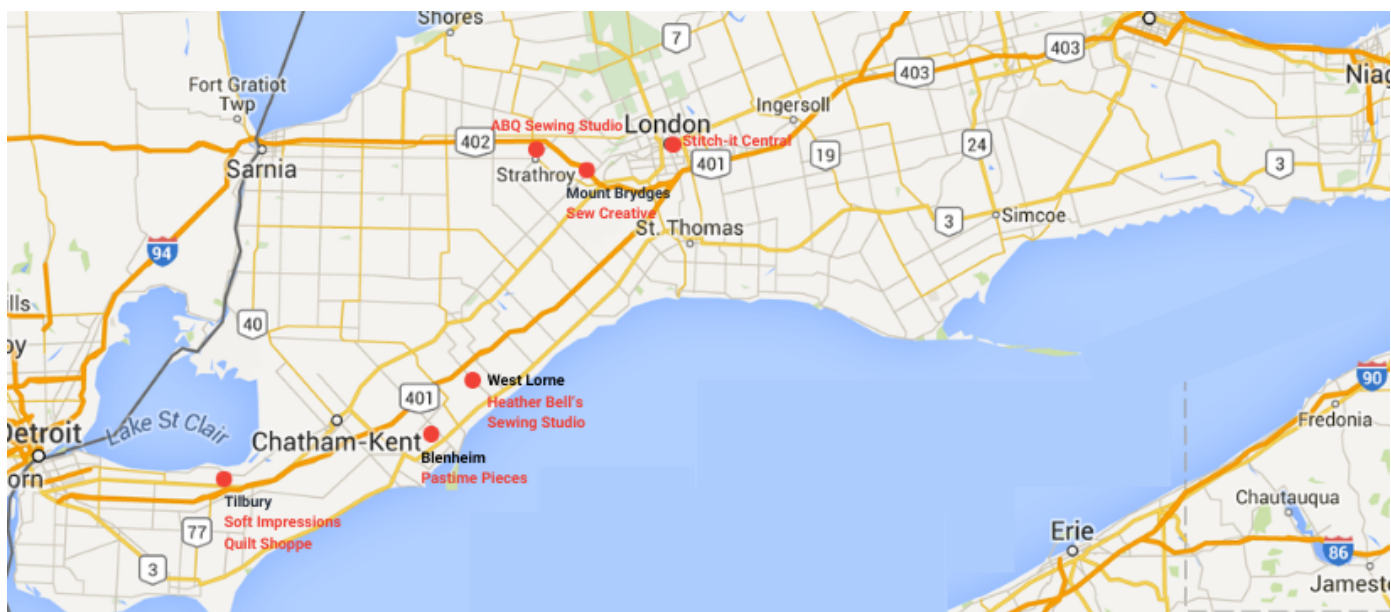 Shores
7
403
403
Niag
Fort Gratiot
Twp
Ingersoll
ABQ Sewing Studio
London
402
Stitch-it Central
Sarnia
Strathroy
401
19
24
3
Mount Brydges
Sew Creative
St. Thomas
3
Simcoe
94
ills
40
oy
401
West Lorne
Heather Bell's
Sewing Studio
90
Fredonia
Detroit
Lake St Clair
Chatham-Kent
orn
Blenheim
Pastime Pieces
Tilbury
Soft Impressions
Quilt Shoppe
77
3
Chautauqua
Erie
86
Jamest